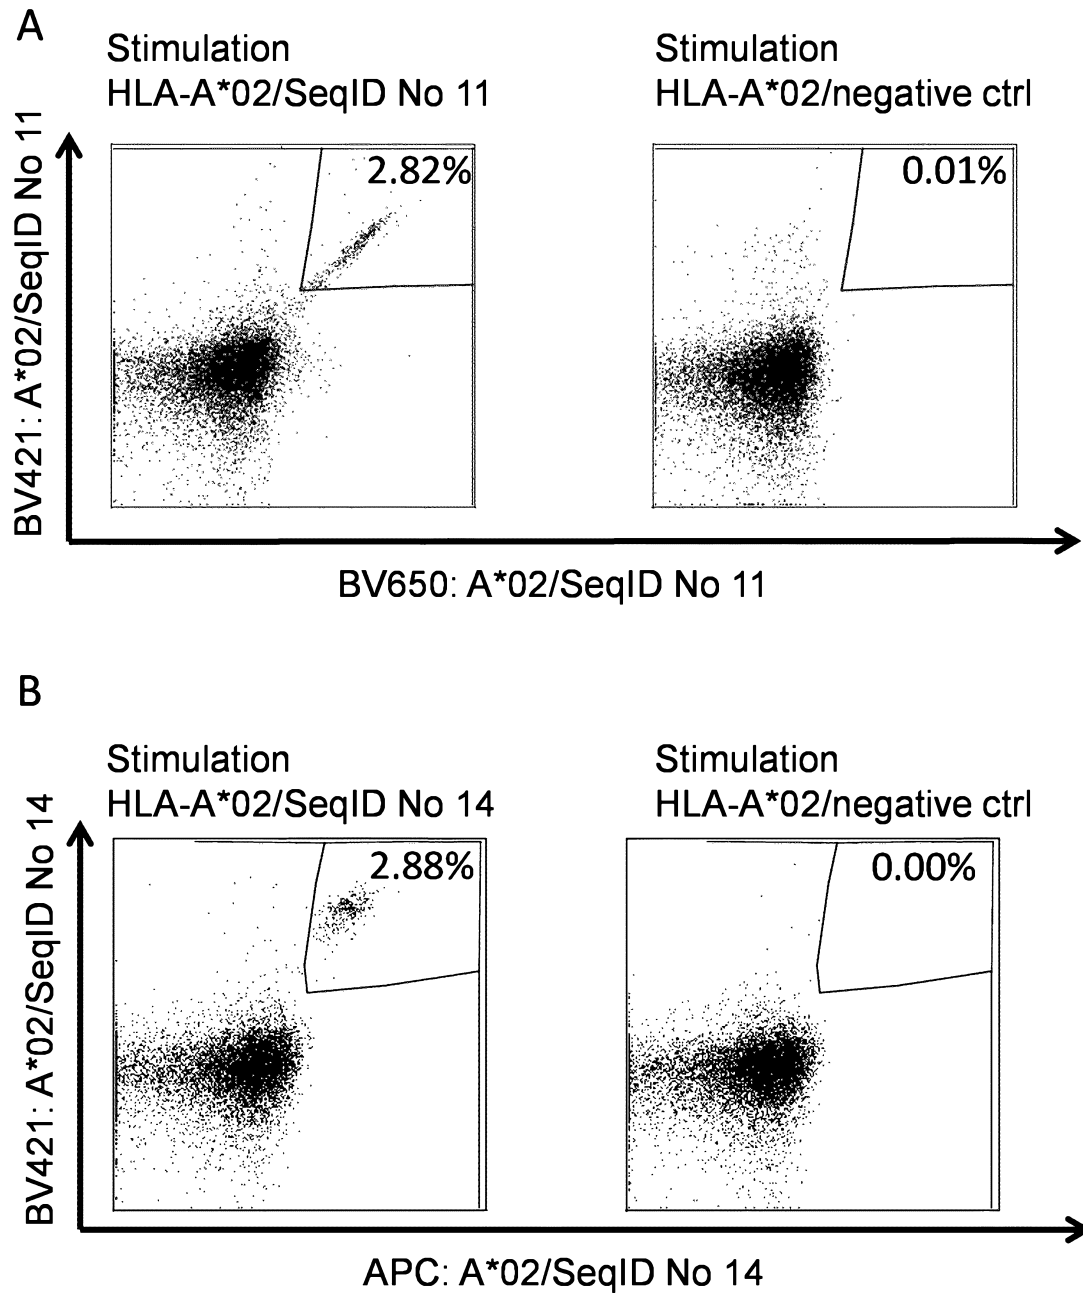 A
Stimulation
HLA-A*02/SeqID No 11
Stimulation
HLA-A*02/negative ctrl
BV421: A*02/SeqID No 11
2.82%
0.01%
BV650: A*02/SeqID No 11
B
Stimulation
HLA-A*02/SeqID No 14
Stimulation
HLA-A*02/negative ctrl
BV421: A*02/SeqID No 14
2.88%
0.00%
APC: A*02/SeqID No 14